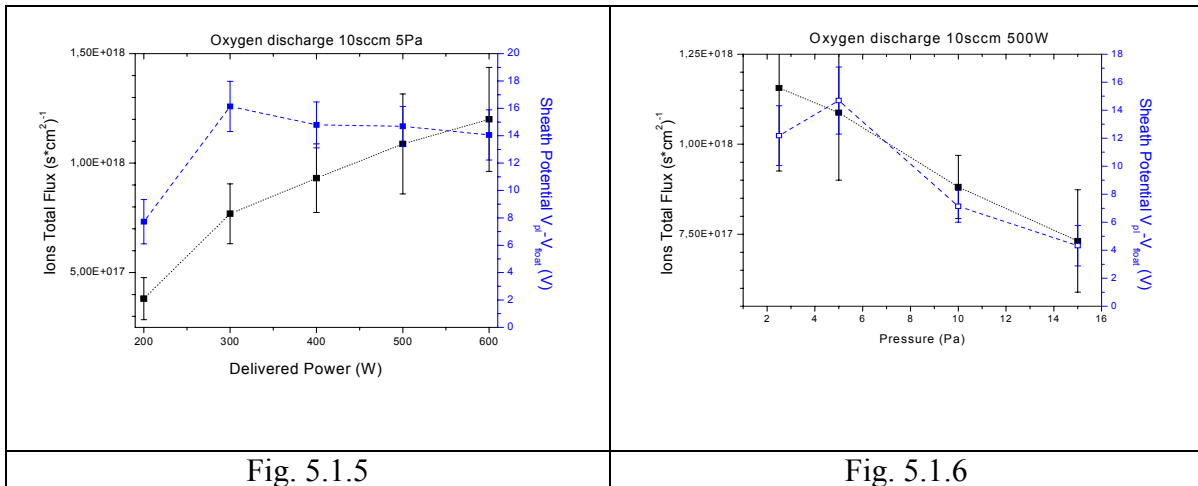 Oxygen discharge 10sccm 5Pa
1,50E+018
1,00E+018
5,00E+017
Ions Total Flux (s*cm²)⁻¹
20
18
16
14
12
10
8
6
4
2
0
Sheath Potential V_pl-V_float (V)
200 300 400 500 600
Delivered Power (W)
Oxygen discharge 10sccm 500W
1,25E+018
1,00E+018
7,50E+017
Ions Total Flux (s*cm²)⁻¹
18
16
14
12
10
8
6
4
2
0
Sheath Potential V_pl-V_float (V)
2 4 6 8 10 12 14 16
Pressure (Pa)
Fig. 5.1.5
Fig. 5.1.6